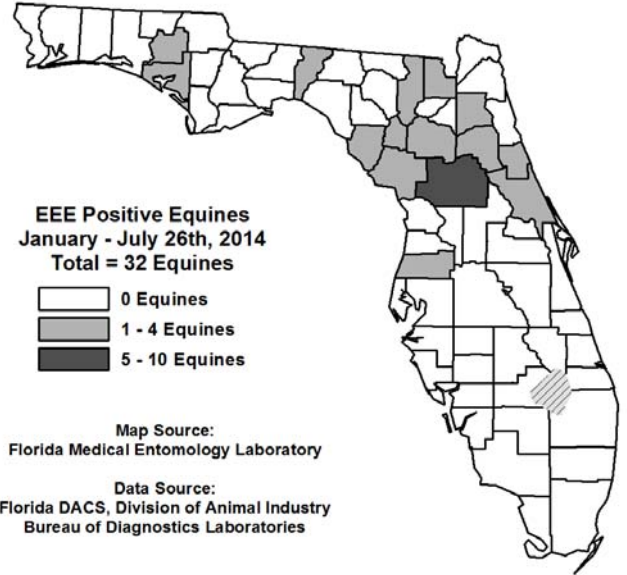 EEE Positive Equines
January - July 26th, 2014
Total = 32 Equines
0 Equines
1 - 4 Equines
5 - 10 Equines
Map Source:
Florida Medical Entomology Laboratory
Data Source:
Florida DACS, Division of Animal Industry
Bureau of Diagnostics Laboratories